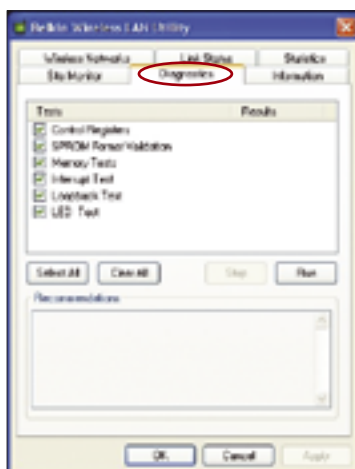 Belkin Wireless LAN Utility
Wireless Networks Link Status Statistics
Site Monitor Diagnostics Information
Tests Results
Control Registers
SPROM Format Validation
Memory Tests
Interrupt Test
Loopback Test
LED Test
Select All Clear All Stop Run
Recommendations
OK Cancel Apply